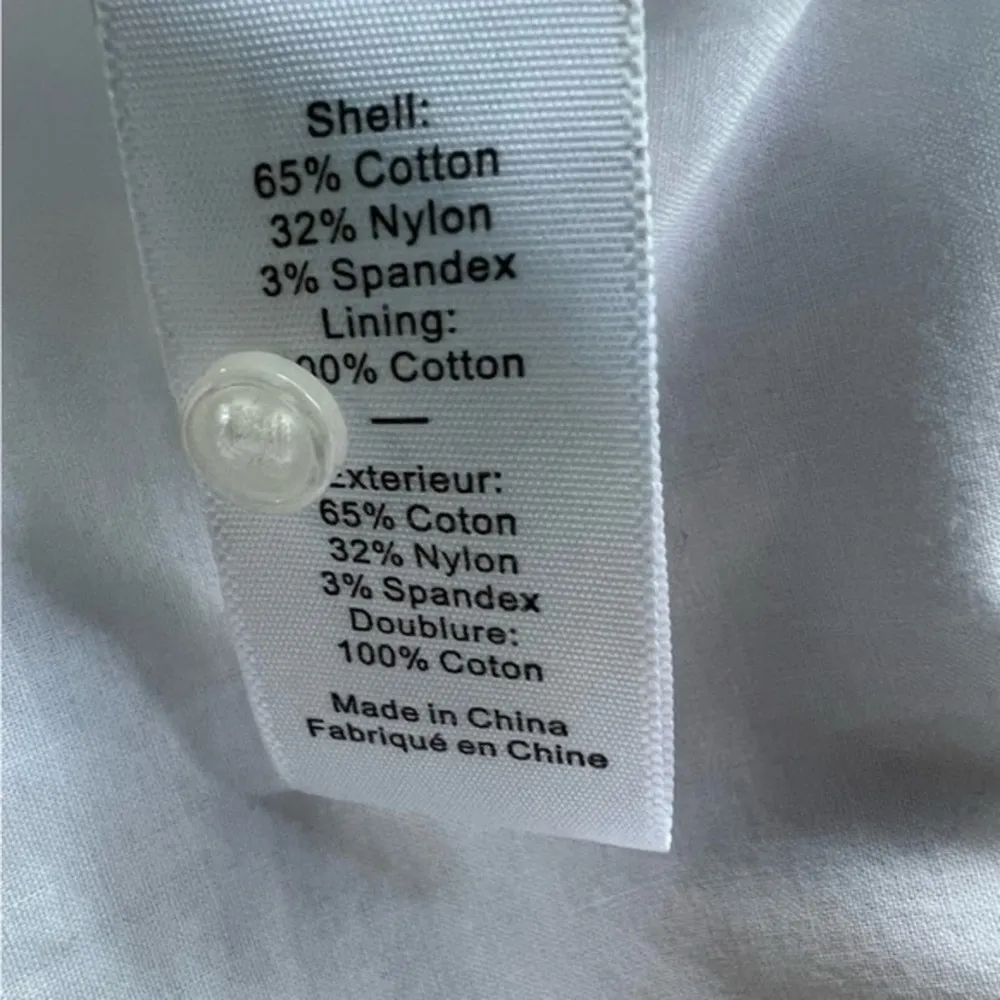 Shell:
65% Cotton
32% Nylon
3% Spandex
Lining:
00% Cotton
—
Exterieur:
65% Coton
32% Nylon
3% Spandex
Doublure:
100% Coton
Made in China
Fabriqué en Chine